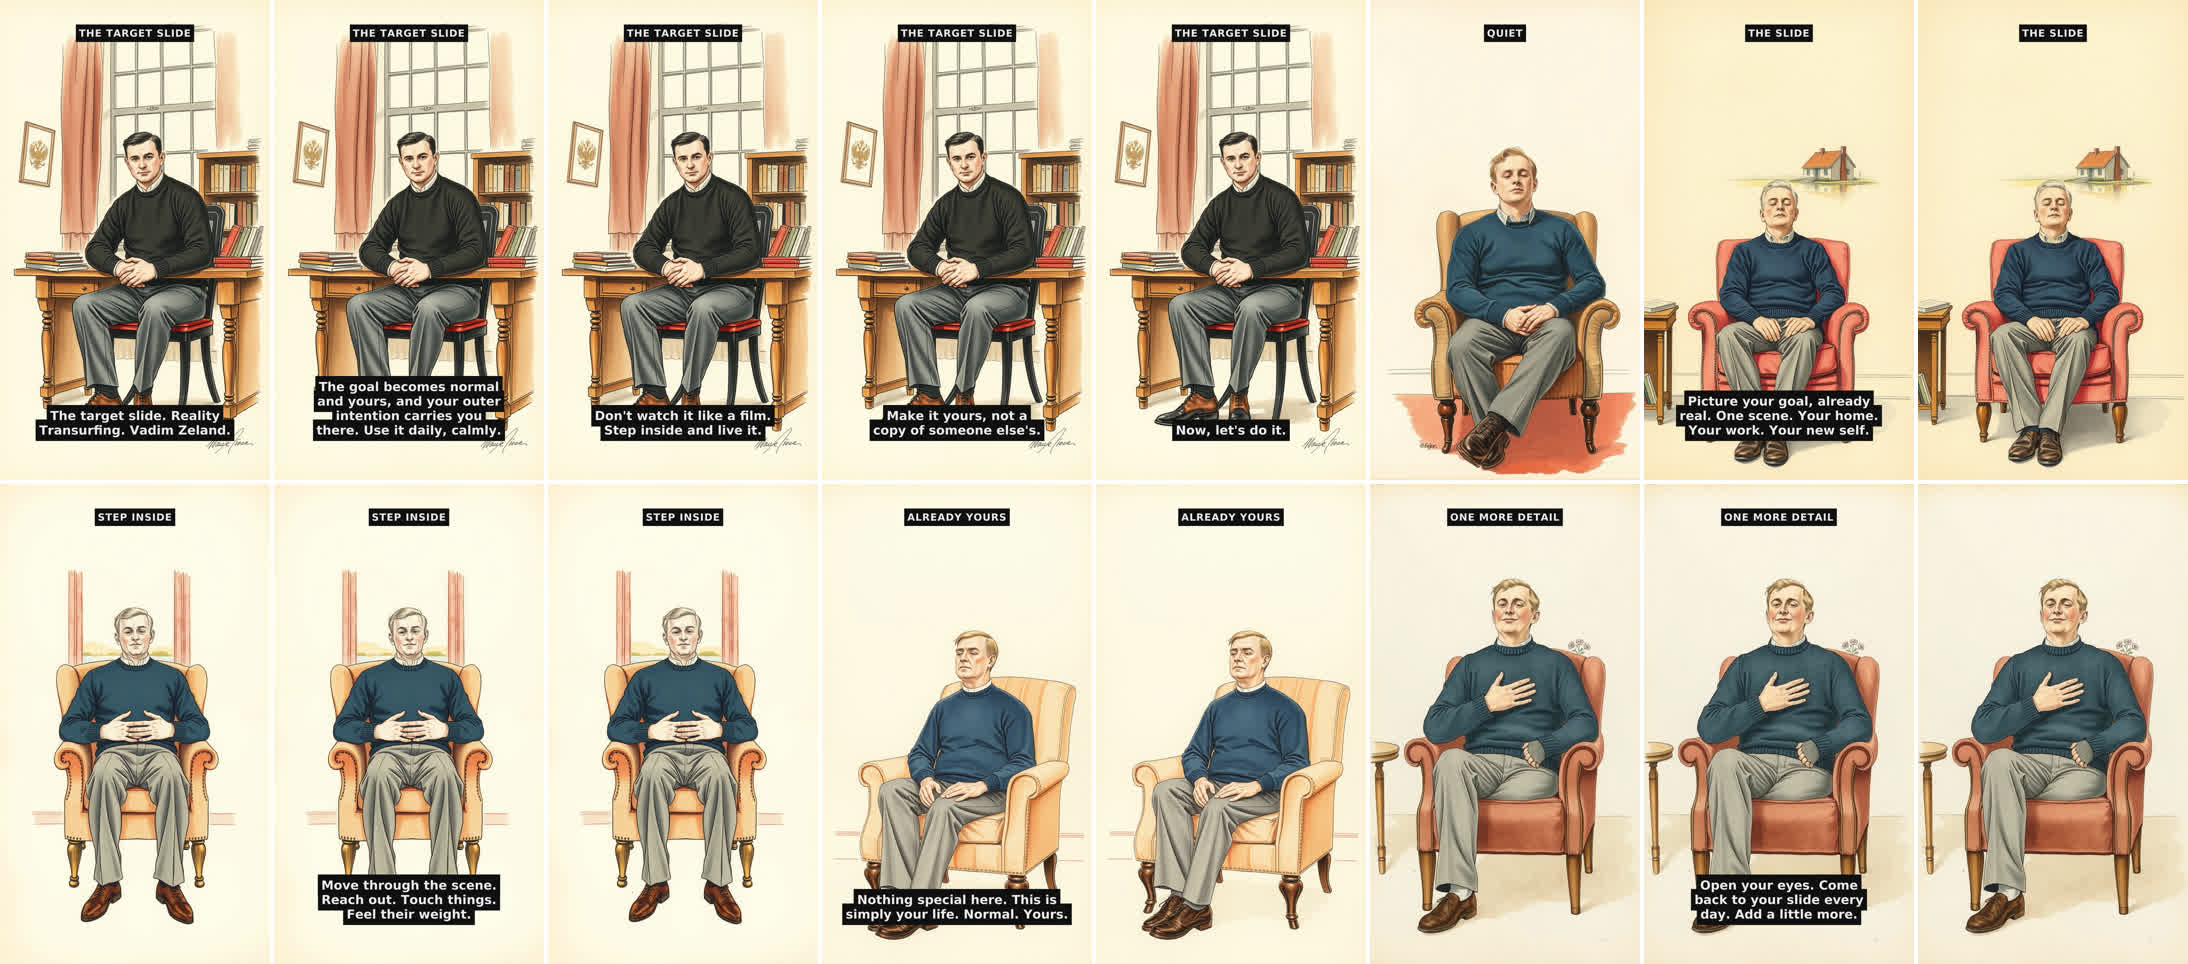 THE TARGET SLIDE
The target slide. Reality
Transurfing. Vadim Zeland.
THE TARGET SLIDE
The goal becomes normal
and yours, and your outer
intention carries you
there. Use it daily, calmly.
THE TARGET SLIDE
Don't watch it like a film.
Step inside and live it.
THE TARGET SLIDE
Make it yours, not a
copy of someone else's.
THE TARGET SLIDE
Now, let's do it.
QUIET
THE SLIDE
Picture your goal, already
real. One scene. Your home.
Your work. Your new self.
THE SLIDE
STEP INSIDE
STEP INSIDE
Move through the scene.
Reach out. Touch things.
Feel their weight.
STEP INSIDE
ALREADY YOURS
Nothing special here. This is
simply your life. Normal. Yours.
ALREADY YOURS
ONE MORE DETAIL
ONE MORE DETAIL
Open your eyes. Come
back to your slide every
day. Add a little more.